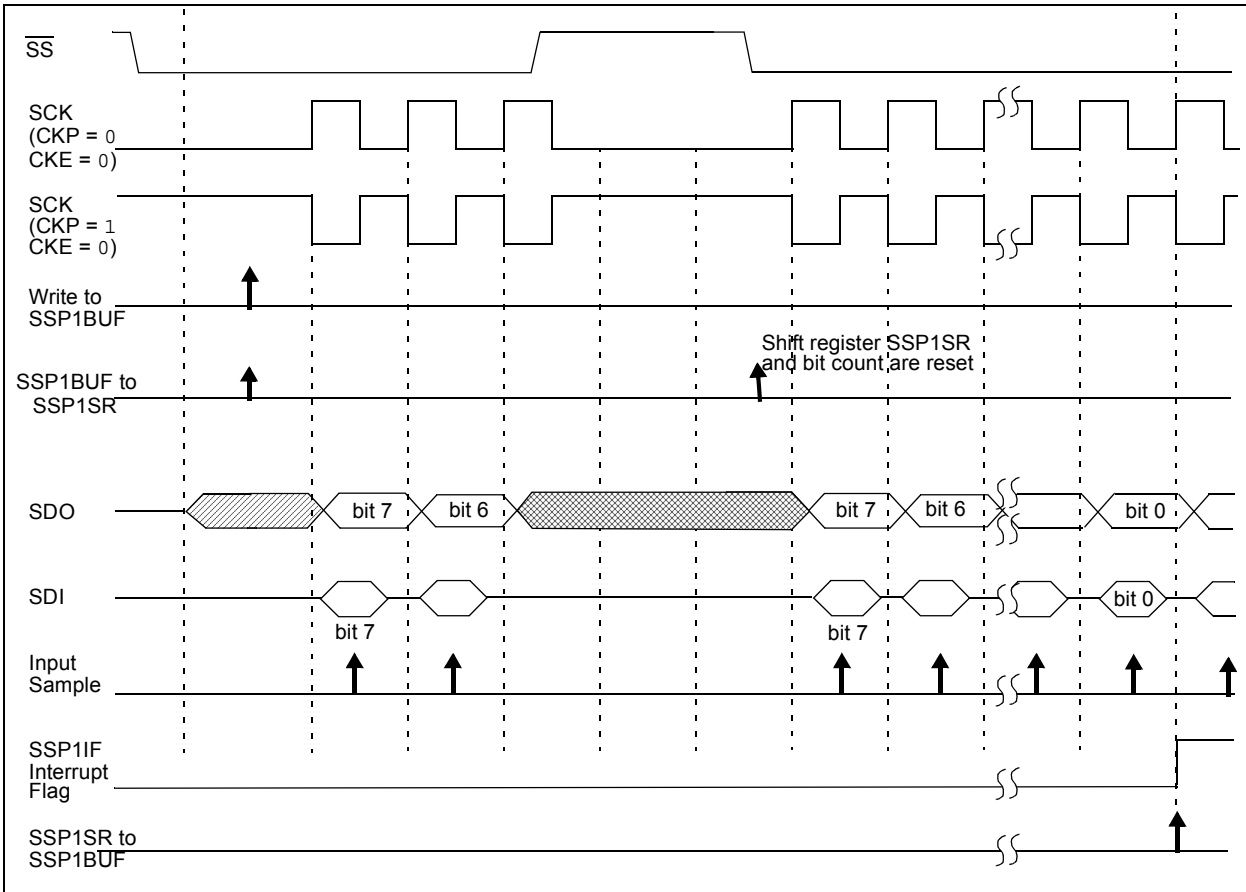 SS
SCK
(CKP = 0
CKE = 0)
SCK
(CKP = 1
CKE = 0)
Write to
SSP1BUF
Shift register SSP1SR
and bit count are reset
SSP1BUF to
SSP1SR
SDO
bit 7
bit 6
bit 7
bit 6
bit 0
SDI
bit 0
bit 7
bit 7
Input
Sample
SSP1IF
Interrupt
Flag
SSP1SR to
SSP1BUF